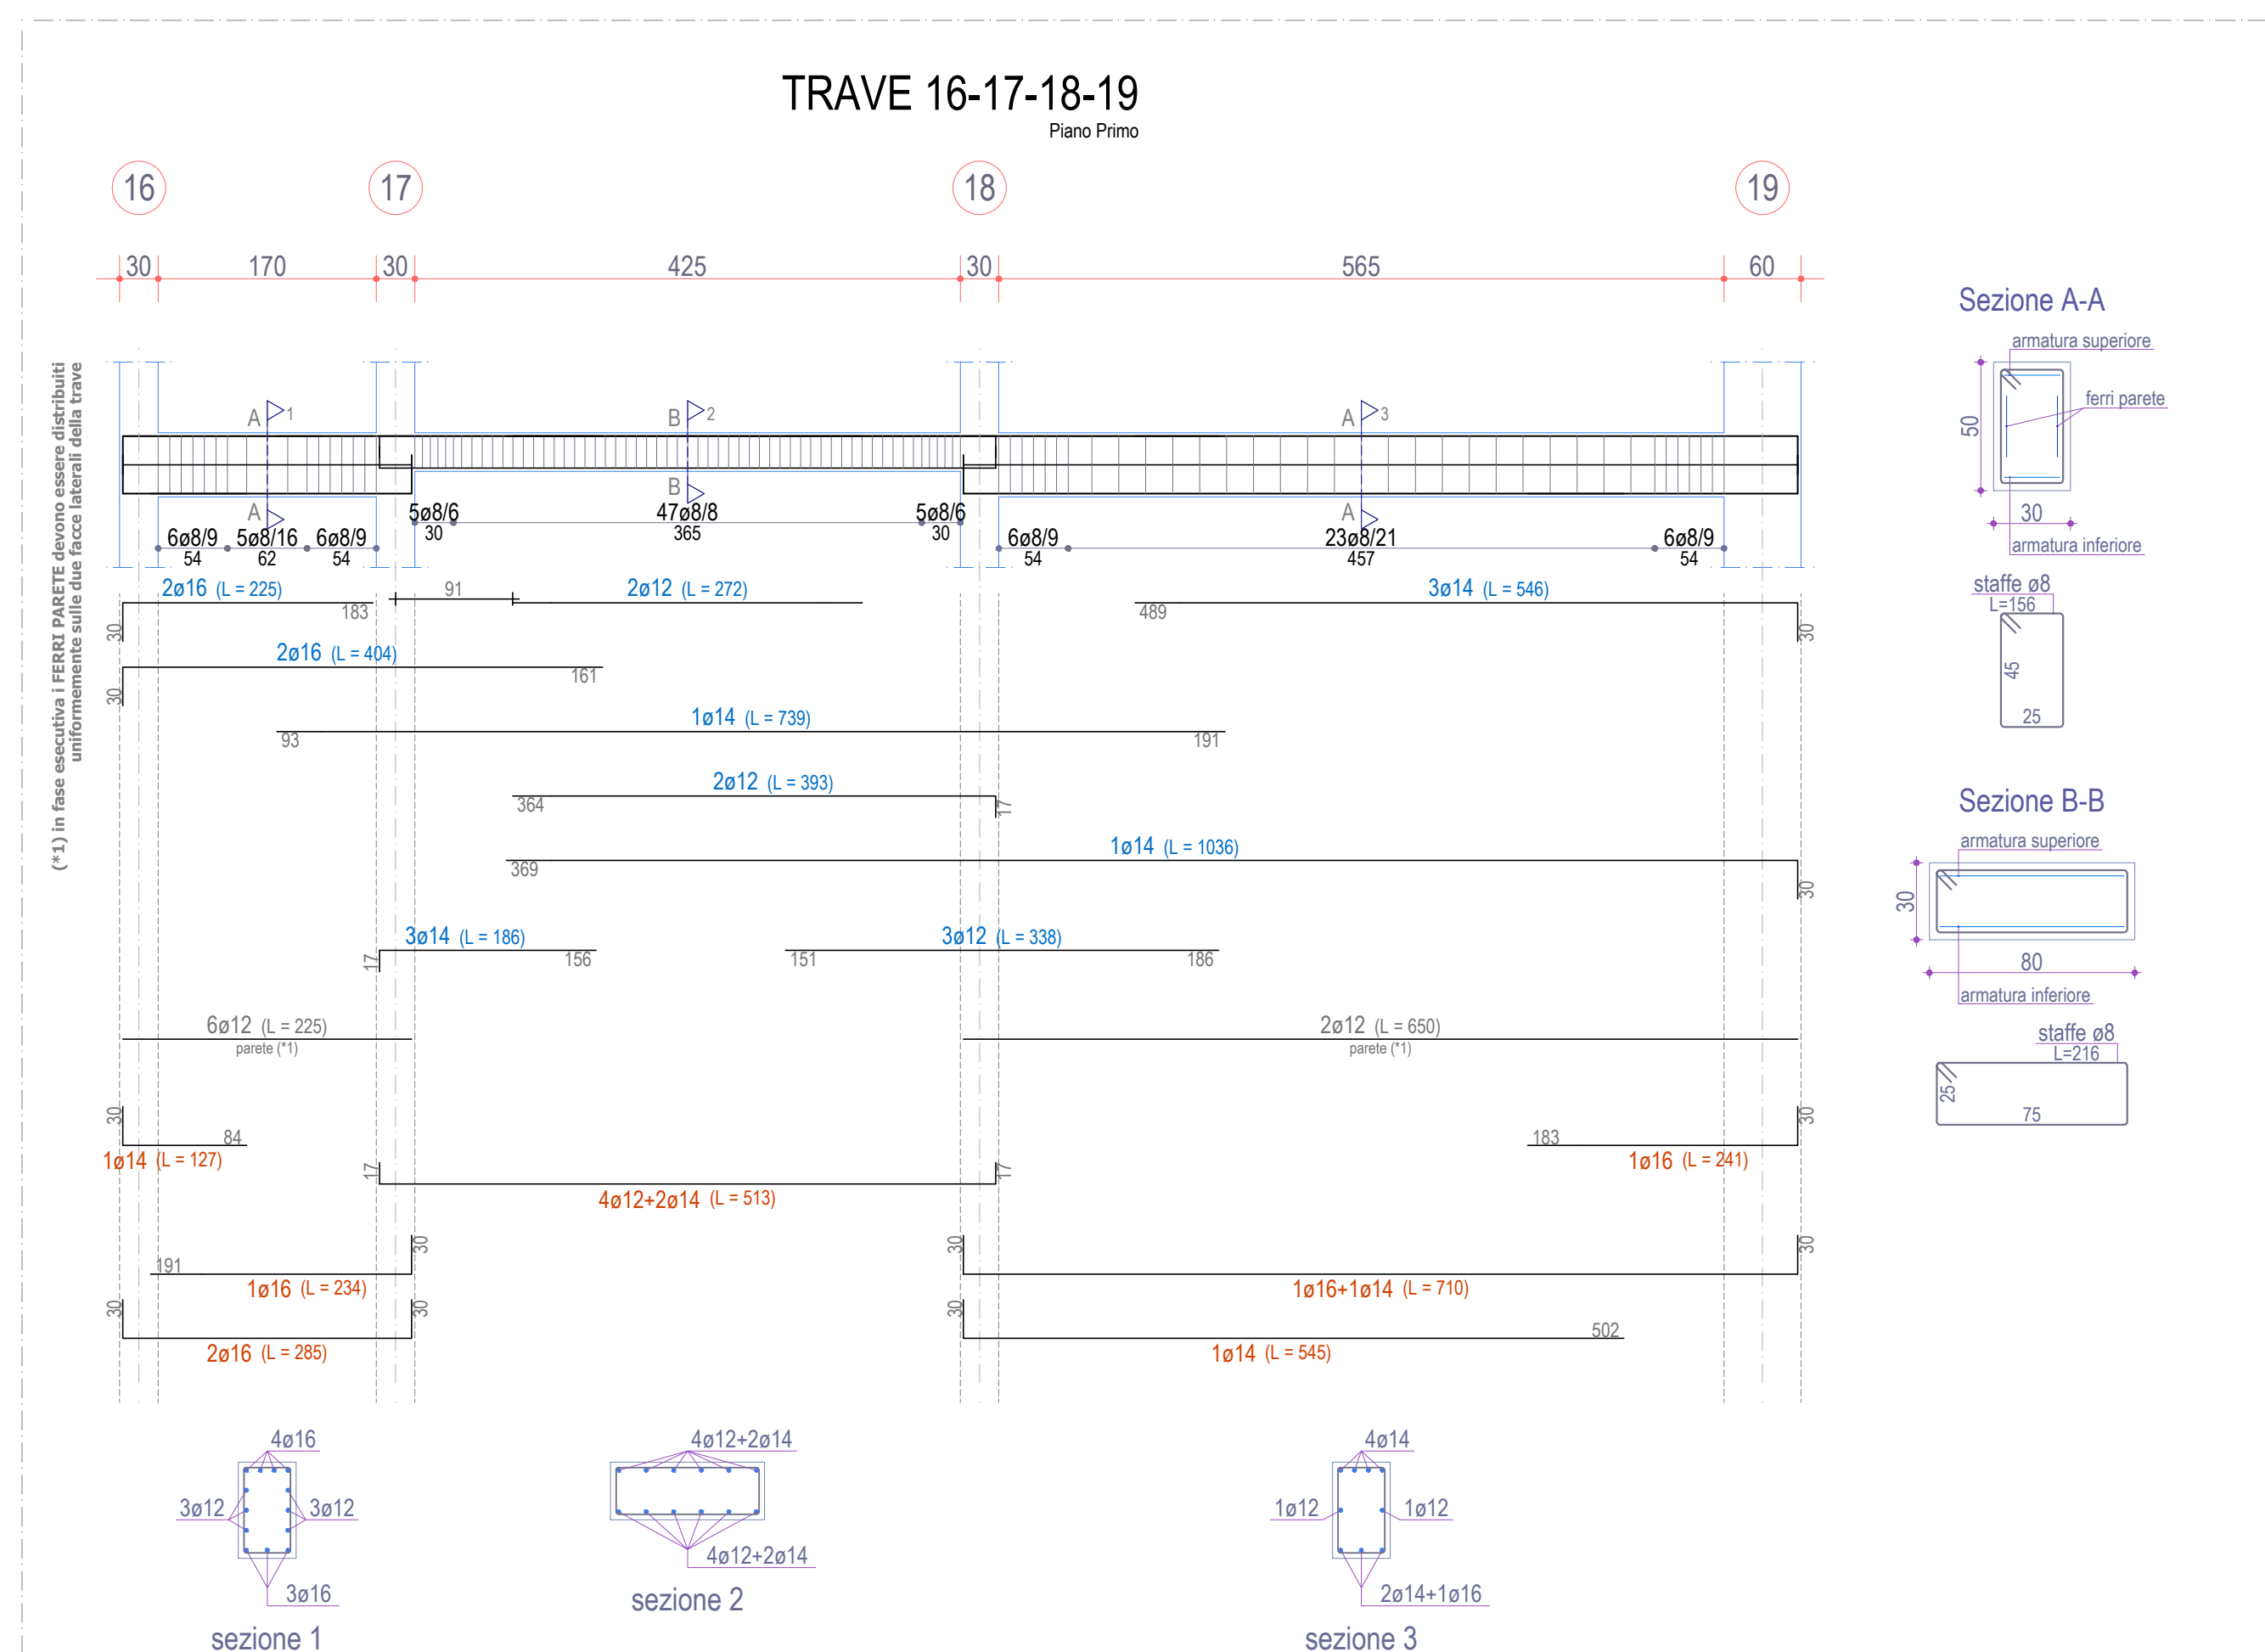 TRAVE 16-17-18-19
Piano Primo
16
17
18
19
30
170
30
425
30
565
60
(*1) in fase esecutiva i FERRI PARETE devono essere distribuiti
uniformemente sulle due facce laterali della trave
A
1
B
2
A
3
A
B
A
6ø8/9
54
5ø8/16
62
6ø8/9
54
5ø8/6
30
47ø8/8
365
5ø8/6
30
6ø8/9
54
23ø8/21
457
6ø8/9
54
2ø16 (L = 225)
183
30
91
2ø12 (L = 272)
3ø14 (L = 546)
489
30
2ø16 (L = 404)
161
30
1ø14 (L = 739)
93
191
2ø12 (L = 393)
364
17
1ø14 (L = 1036)
369
30
3ø14 (L = 186)
17
156
3ø12 (L = 338)
151
186
6ø12 (L = 225)
parete (*1)
2ø12 (L = 650)
parete (*1)
30
84
1ø14 (L = 127)
183
30
1ø16 (L = 241)
17
17
4ø12+2ø14 (L = 513)
191
30
1ø16 (L = 234)
30
30
1ø16+1ø14 (L = 710)
30
30
2ø16 (L = 285)
30
502
1ø14 (L = 545)
4ø16
3ø12
3ø12
3ø16
sezione 1
4ø12+2ø14
4ø12+2ø14
sezione 2
4ø14
1ø12
1ø12
2ø14+1ø16
sezione 3
Sezione A-A
armatura superiore
ferri parete
50
30
armatura inferiore
staffe ø8
L=156
45
25
Sezione B-B
armatura superiore
30
80
armatura inferiore
staffe ø8
L=216
25
75